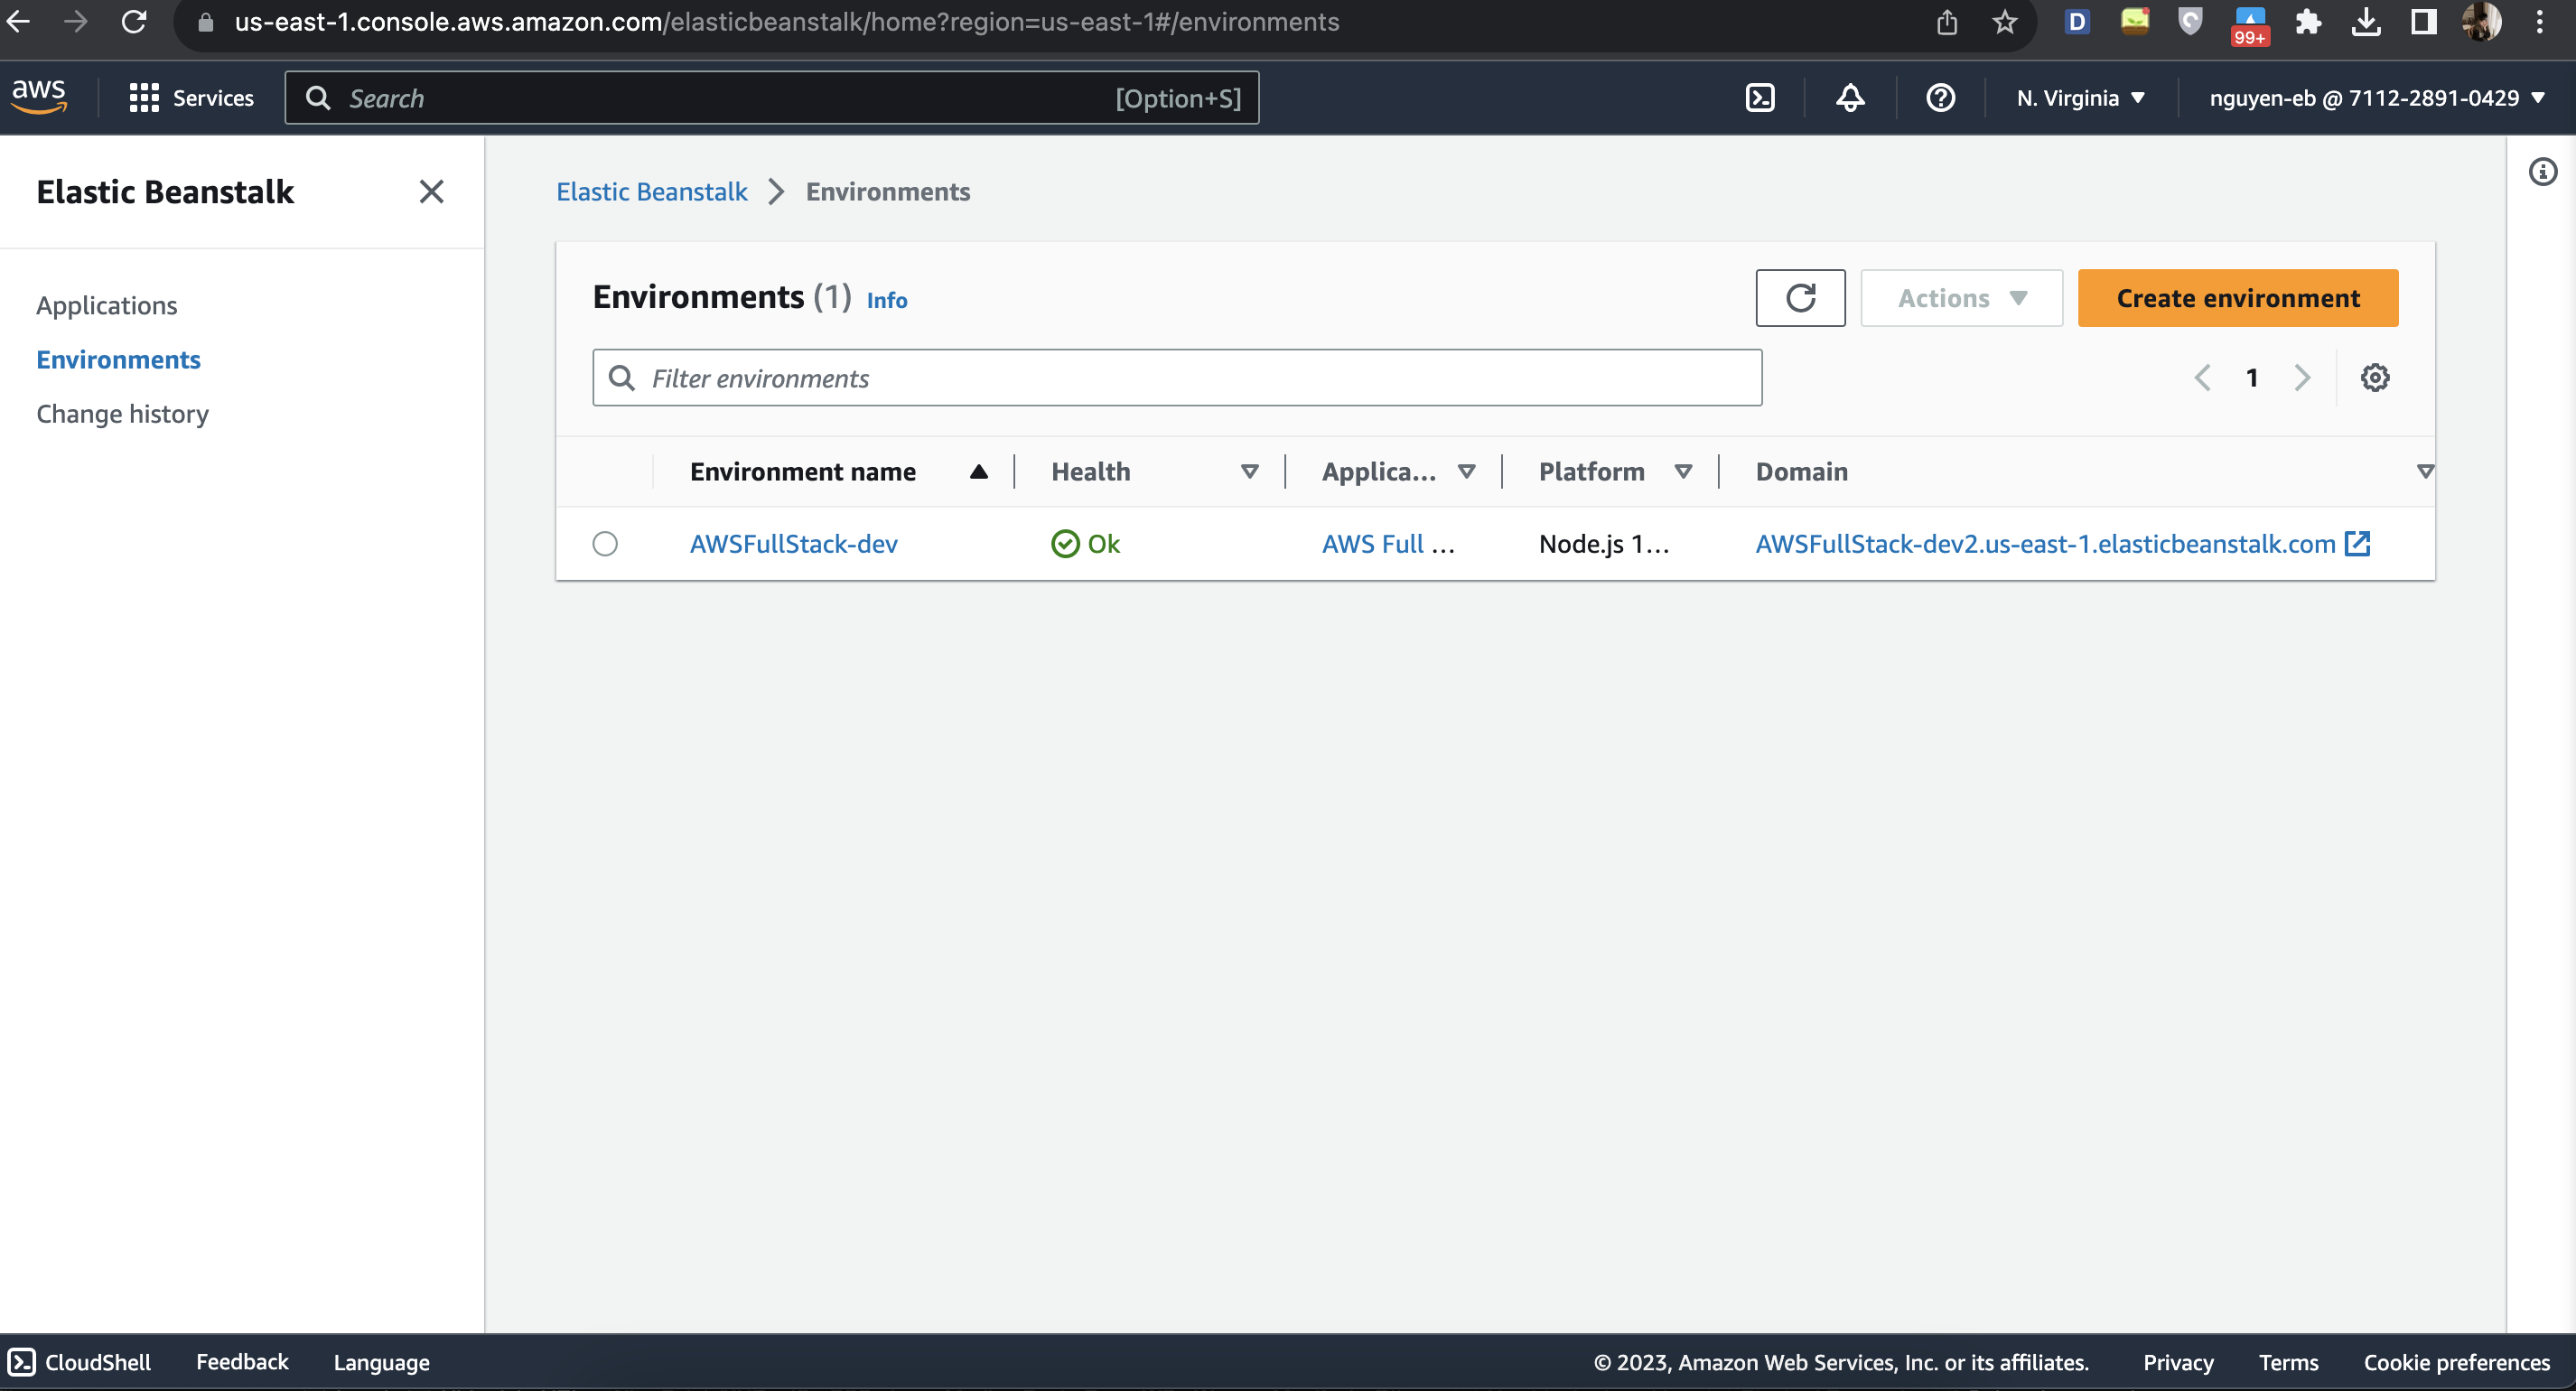 us-east-1.console.aws.amazon.com/elasticbeanstalk/home?region=us-east-1#/environments
D
99+
aws
Services
Search
[Option+S]
N. Virginia
nguyen-eb @ 7112-2891-0429
Elastic Beanstalk
Applications
Environments
Change history
Elastic Beanstalk
Environments
Environments (1) Info
Actions
Create environment
Filter environments
1
Environment name
Health
Applica...
Platform
Domain
AWSFullStack-dev
Ok
AWS Full ...
Node.js 1...
AWSFullStack-dev2.us-east-1.elasticbeanstalk.com
CloudShell
Feedback
Language
© 2023, Amazon Web Services, Inc. or its affiliates.
Privacy
Terms
Cookie preferences